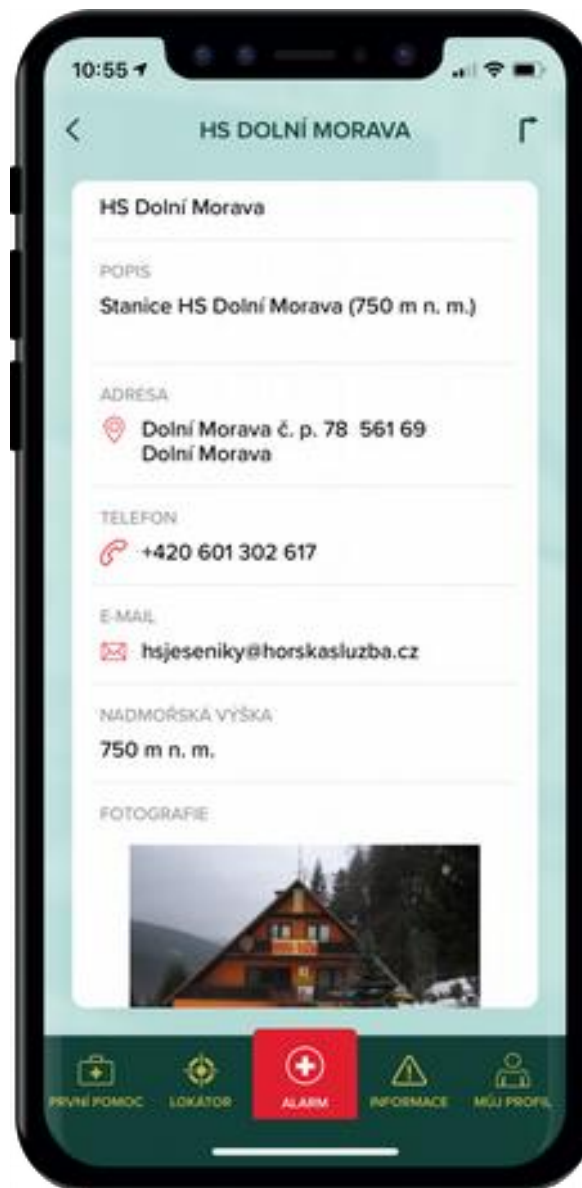 10:55
HS DOLNÍ MORAVA
HS Dolní Morava
POPIS
Stanice HS Dolní Morava (750 m n. m.)
ADRESA
Dolní Morava č. p. 78 561 69
Dolní Morava
TELEFON
+420 601 302 617
E-MAIL
hsjeseniky@horskasluzba.cz
NADMOŘSKÁ VÝŠKA
750 m n. m.
FOTOGRAFIE
PRVNÍ POMOC
LOKÁTOR
ALARM
INFORMACE
MŮJ PROFIL